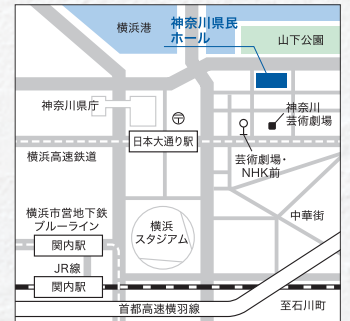 横浜港
神奈川県民
ホール
山下公園
神奈川県庁
神奈川
芸術劇場
日本大通り駅
横浜高速鉄道
芸術劇場・
NHK前
横浜市営地下鉄
ブルーライン
関内駅
横浜
スタジアム
中華街
JR線
関内駅
首都高速横羽線
至石川町